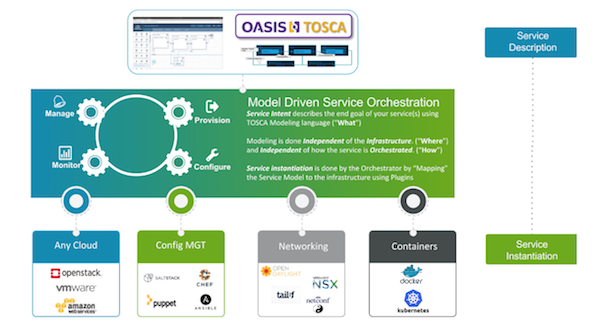 OASIS TOSCA
Service
Description
Model Driven Service Orchestration
Service Intent describes the end goal of your service(s) using
TOSCA Modeling language ("What")
Modeling is done Independent of the Infrastructure. ("Where")
and Independent of how the service is Orchestrated. ("How")
Service instantiation is done by the Orchestrator by "Mapping"
the Service Model to the infrastructure using Plugins
Manage
Provision
Monitor
Configure
Any Cloud
openstack.
vmware
amazon
webservices
Config MGT
SALTSTACK
CHEF
puppet
ANSIBLE
Networking
OPEN
DAYLIGHT
VMWARE
NSX
tail-f
netconf
Containers
docker
kubernetes
Service
Instantiation